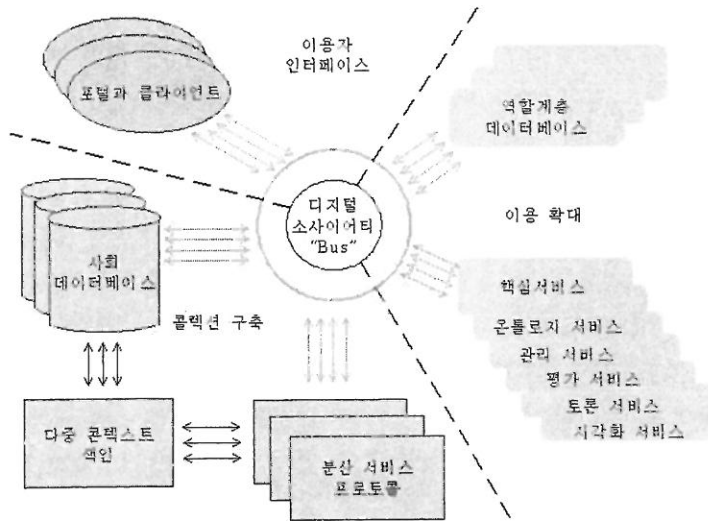 이용자
인터페이스
포털과 클라이언트
역할계층
데이터베이스
디지털
소사이어티
“Bus”
이용 확대
사회
데이터베이스
콜렉션 구축
핵심서비스
온톨로지 서비스
관리 서비스
평가 서비스
토론 서비스
시각화 서비스
다중 콘텍스트
색인
분산 서비스
프로토콜